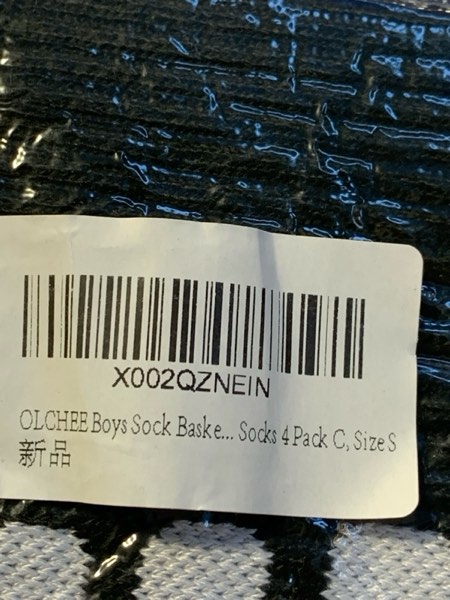 X002QZNEIN
OLCHEE Boys Sock Baske... Socks 4 Pack C, Size S
新品